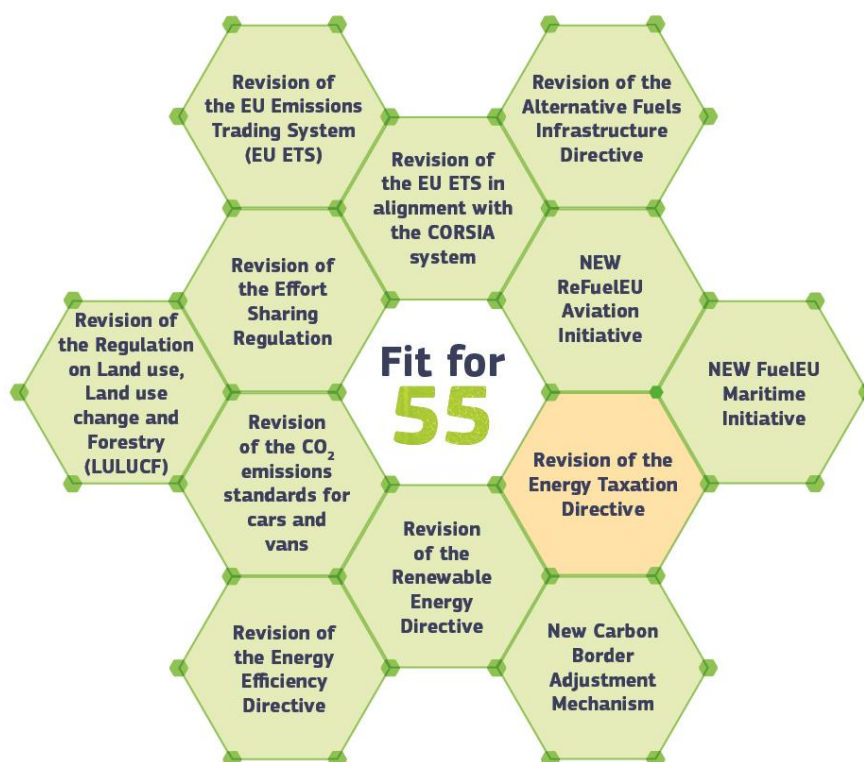 Revision of
the EU Emissions
Trading System
(EU ETS)
Revision of the
Alternative Fuels
Infrastructure
Directive
Revision of
the EU ETS in
alignment with
the CORSIA
system
Revision of
the Effort
Sharing
Regulation
NEW
ReFuelEU
Aviation
Initiative
Revision of
the Regulation
on Land use,
Land use
change and
Forestry
(LULUCF)
Fit for
55
NEW FuelEU
Maritime
Initiative
Revision
of the CO₂
emissions
standards for
cars and
vans
Revision of the
Energy Taxation
Directive
Revision
of the
Renewable
Energy
Directive
Revision of
the Energy
Efficiency
Directive
New Carbon
Border
Adjustment
Mechanism